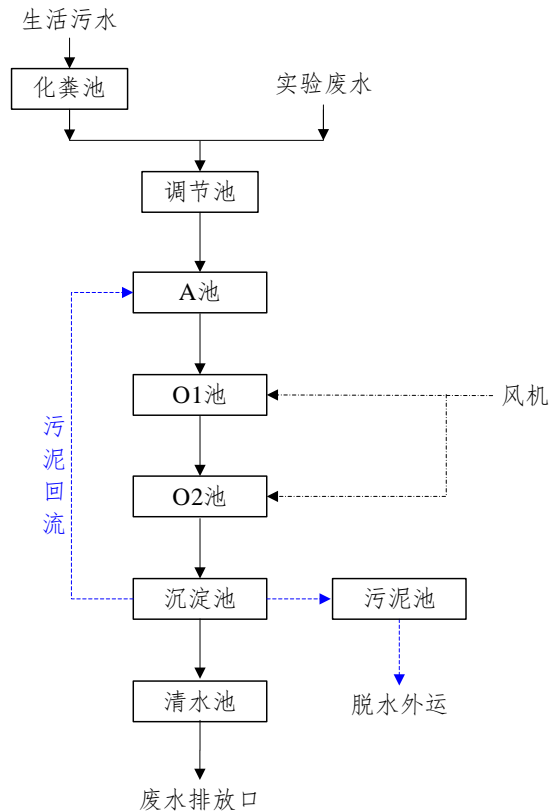 生活污水
化粪池
实验废水
调节池
A池
O1池
风机
污泥回流
O2池
沉淀池
污泥池
清水池
脱水外运
废水排放口